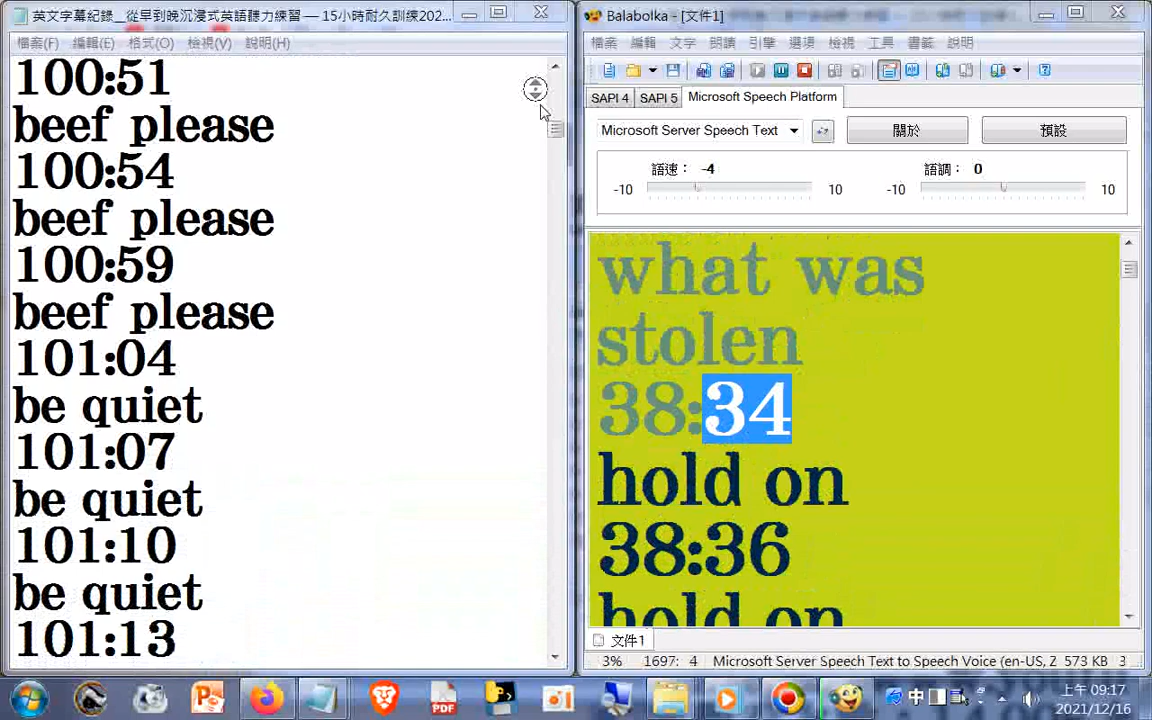 英文字幕紀錄__從早到晚沉浸式英語聽力練習 — 15小時耐久訓練202...
檔案(F) 編輯(E) 格式(O) 檢視(V) 說明(H)
100:51
beef please
100:54
beef please
100:59
beef please
101:04
be quiet
101:07
be quiet
101:10
be quiet
101:13
Balabolka - [文件1]
檔案 編輯 文字 朗讀 引擎 選項 檢視 工具 書籤 說明
SAPI 4 SAPI 5 Microsoft Speech Platform
Microsoft Server Speech Text 關於 預設
語速： -4 語調： 0
-10 10 -10 10
what was
stolen
38:34
hold on
38:36
hold on
文件1
3% 1697: 4 Microsoft Server Speech Text to Speech Voice (en-US, Z 573 KB 3
PDF 中 上午 09:17
2021/12/16